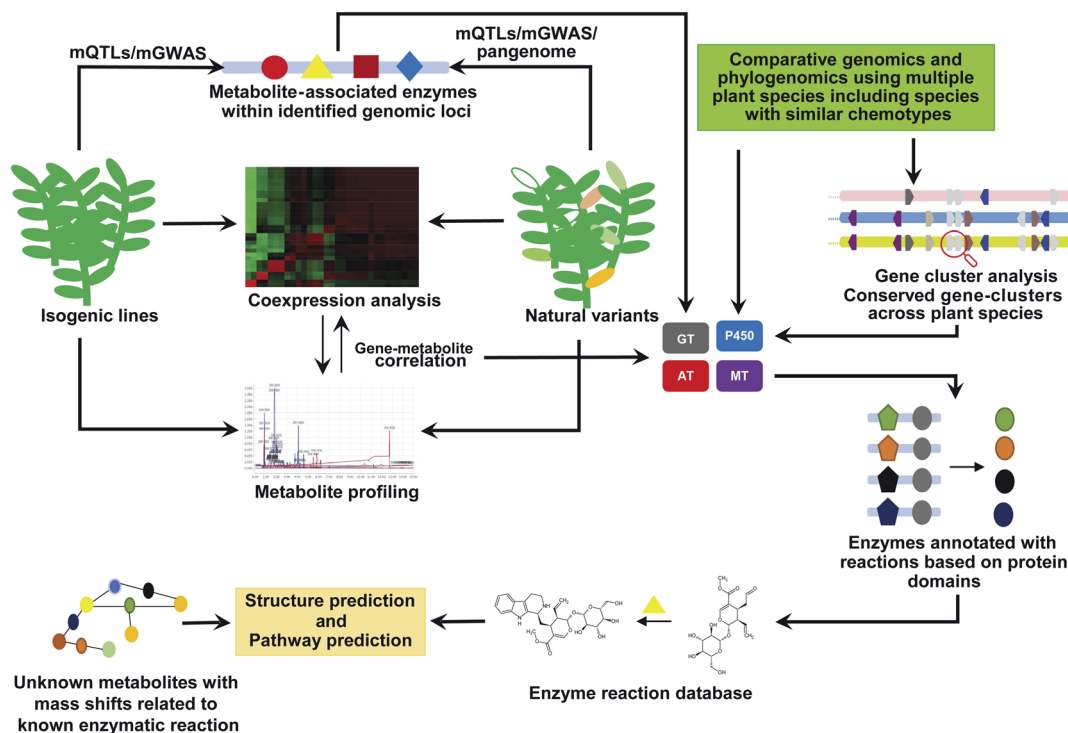 mQTLs/mGWAS
mQTLs/mGWAS/
pangenome
Metabolite-associated enzymes
within identified genomic loci
Comparative genomics and
phylogenomics using multiple
plant species including species
with similar chemotypes
Isogenic lines
Coexpression analysis
Natural variants
Gene cluster analysis
Conserved gene-clusters
across plant species
Gene-metabolite
correlation
GT
P450
AT
MT
Metabolite profiling
Enzymes annotated with
reactions based on protein
domains
Structure prediction
and
Pathway prediction
Unknown metabolites with
mass shifts related to
known enzymatic reaction
Enzyme reaction database